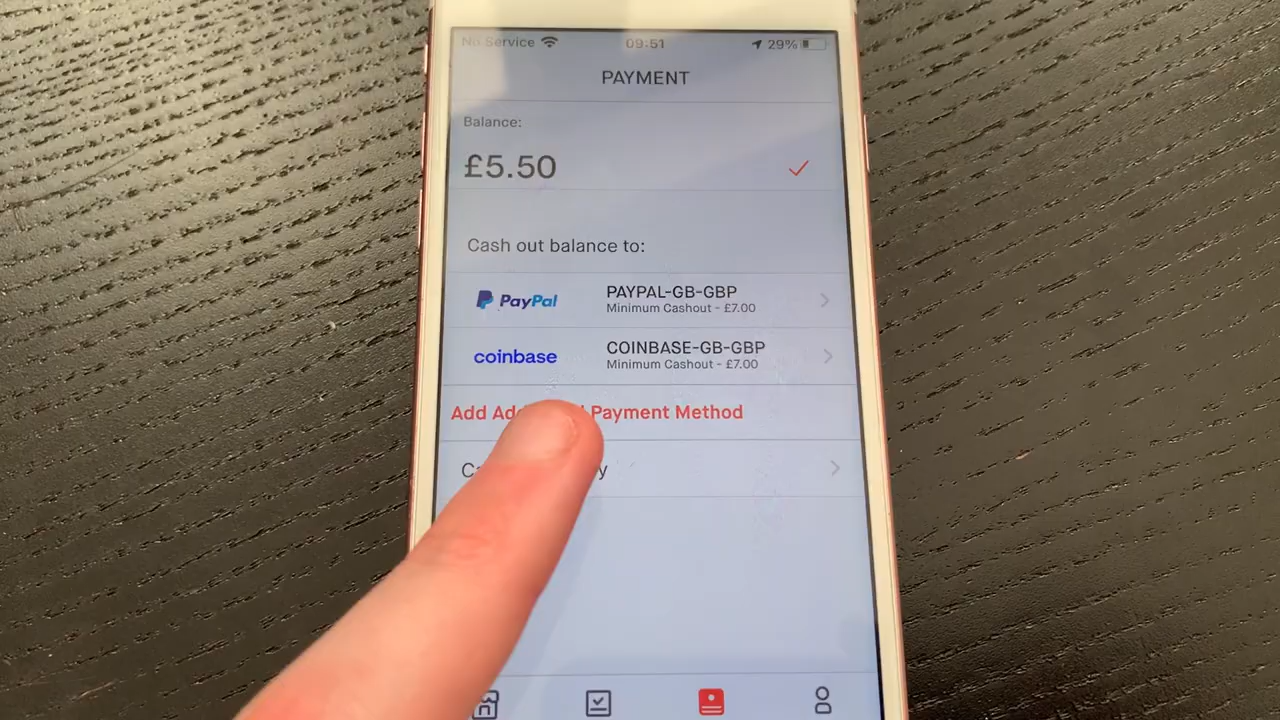 No Service 09:51 29%
PAYMENT
Balance:
£5.50
Cash out balance to:
PayPal PAYPAL-GB-GBP
Minimum Cashout - £7.00
coinbase COINBASE-GB-GBP
Minimum Cashout - £7.00
Add Payment Method